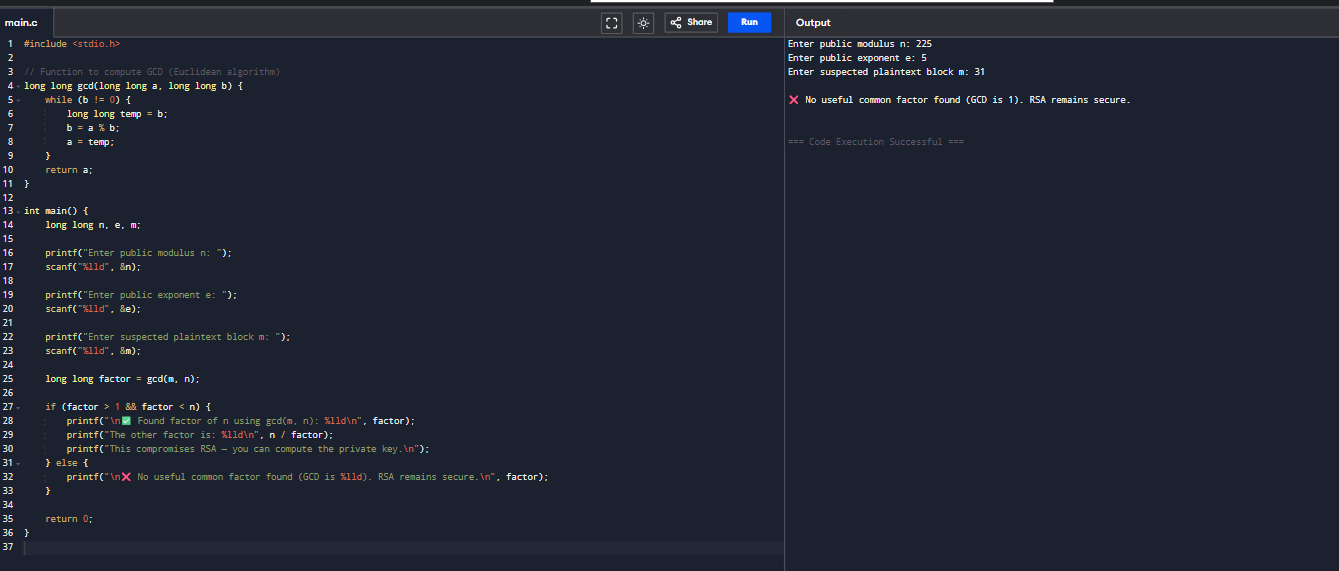 main.c
Share
Run
Output
1 #include <stdio.h>
2
3 // Function to compute GCD (Euclidean algorithm)
4 long long gcd(long long a, long long b) {
5     while (b != 0) {
6         long long temp = b;
7         b = a % b;
8         a = temp;
9     }
10     return a;
11 }
12
13 int main() {
14     long long n, e, m;
15
16     printf("Enter public modulus n: ");
17     scanf("%lld", &n);
18
19     printf("Enter public exponent e: ");
20     scanf("%lld", &e);
21
22     printf("Enter suspected plaintext block m: ");
23     scanf("%lld", &m);
24
25     long long factor = gcd(m, n);
26
27     if (factor > 1 && factor < n) {
28         printf("\n✅ Found factor of n using gcd(m, n): %lld\n", factor);
29         printf("The other factor is: %lld\n", n / factor);
30         printf("This compromises RSA – you can compute the private key.\n");
31     } else {
32         printf("\n❌ No useful common factor found (GCD is %lld). RSA remains secure.\n", factor);
33     }
34
35     return 0;
36 }
37
Enter public modulus n: 225
Enter public exponent e: 5
Enter suspected plaintext block m: 31
❌ No useful common factor found (GCD is 1). RSA remains secure.
=== Code Execution Successful ===